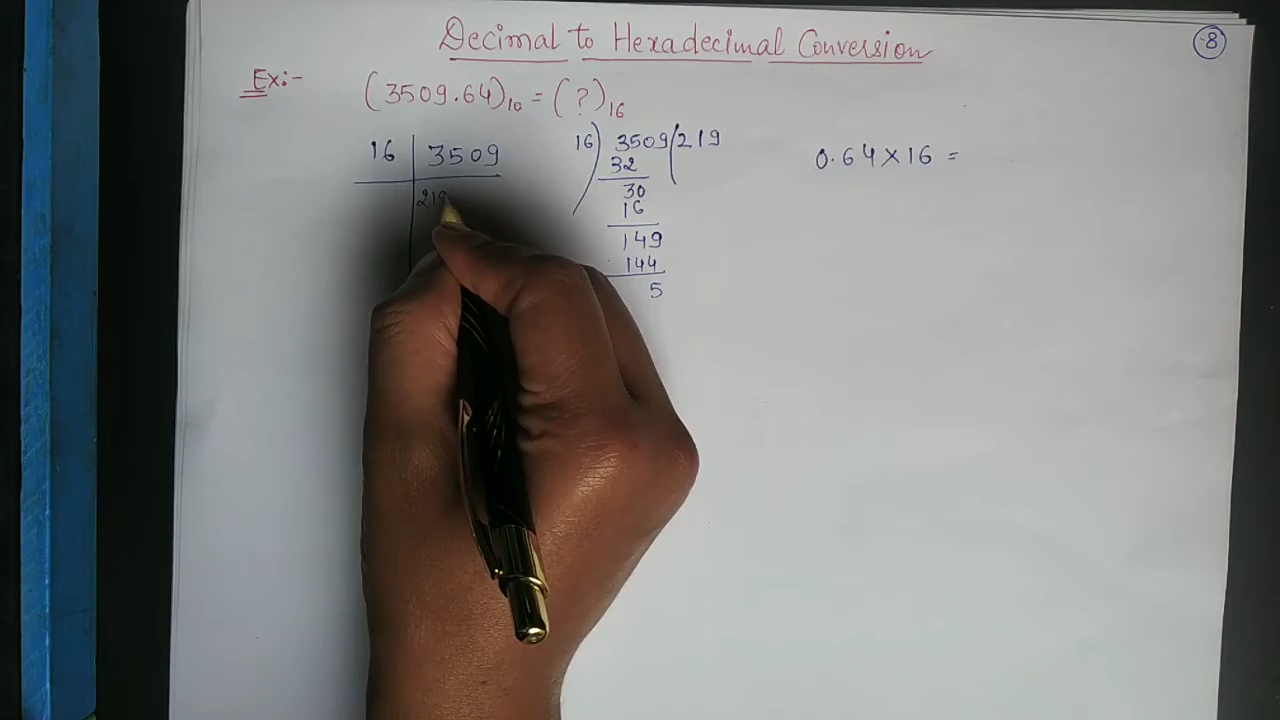 Decimal to Hexadecimal Conversion
8
Ex:-
(3509.64)10 = (?)16
16 | 3509
219
16) 3509 (219
32
30
16
149
144
5
0.64×16 =